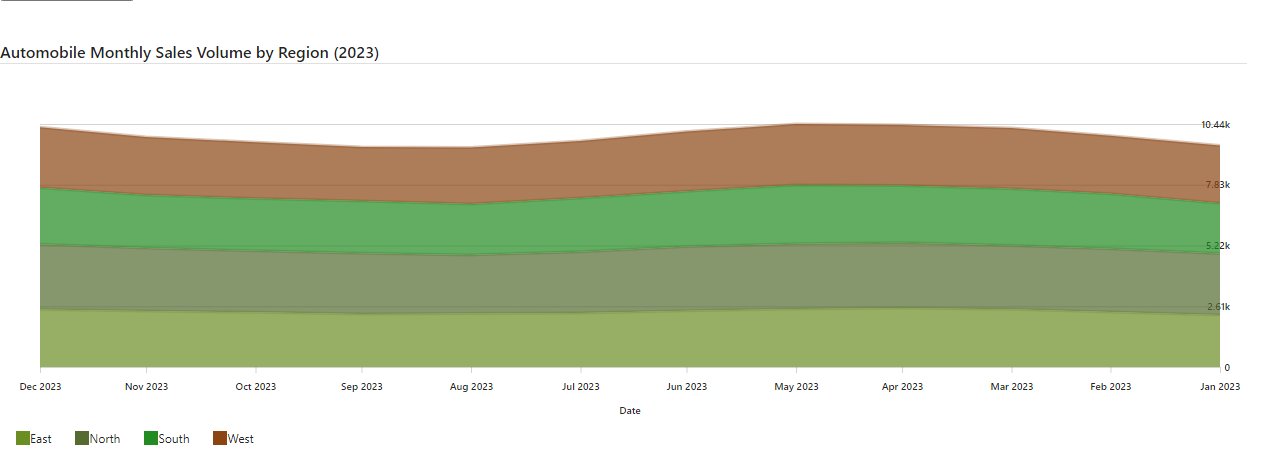 Automobile Monthly Sales Volume by Region (2023)
10.44k
7.83k
5.22k
2.61k
0
Dec 2023 Nov 2023 Oct 2023 Sep 2023 Aug 2023 Jul 2023 Jun 2023 May 2023 Apr 2023 Mar 2023 Feb 2023 Jan 2023
Date
East North South West